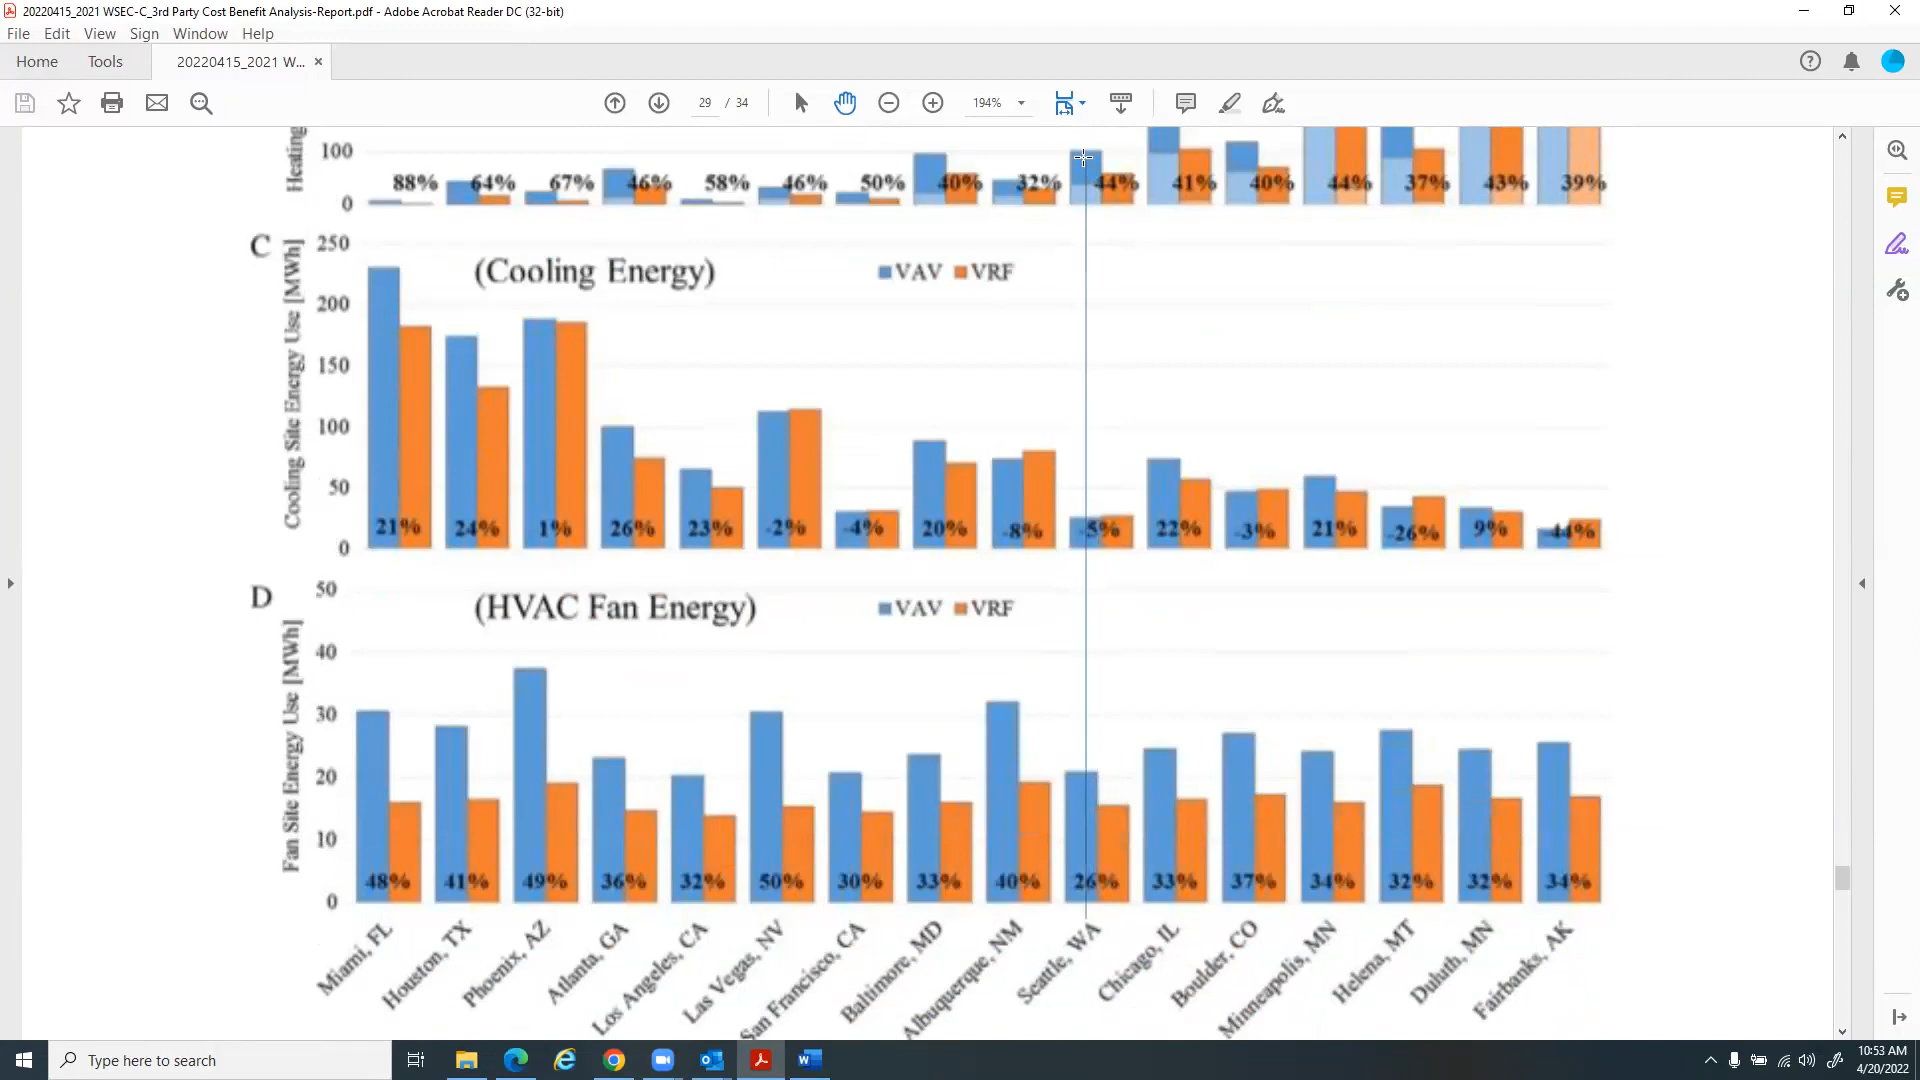 20220415_2021 WSEC-C_3rd Party Cost Benefit Analysis-Report.pdf - Adobe Acrobat Reader DC (32-bit)
File Edit View Sign Window Help
Home Tools 20220415_2021 W... ×
29 / 34 194%
Heating
100
0
88% 64% 67% 46% 58% 46% 50% 40% 32% 44% 41% 40% 44% 37% 43% 39%
C
Cooling Site Energy Use [MWh]
(Cooling Energy)
VAV VRF
250
200
150
100
50
0
21% 24% 1% 26% 23% -2% -4% 20% -8% -5% 22% -3% 21% -26% 9% -44%
D
Fan Site Energy Use [MWh]
(HVAC Fan Energy)
VAV VRF
50
40
30
20
10
0
48% 41% 49% 36% 32% 50% 30% 33% 40% 26% 33% 37% 34% 32% 32% 34%
Miami, FL
Houston, TX
Phoenix, AZ
Atlanta, GA
Los Angeles, CA
Las Vegas, NV
San Francisco, CA
Baltimore, MD
Albuquerque, NM
Seattle, WA
Chicago, IL
Boulder, CO
Minneapolis, MN
Helena, MT
Duluth, MN
Fairbanks, AK
Type here to search
10:53 AM
4/20/2022